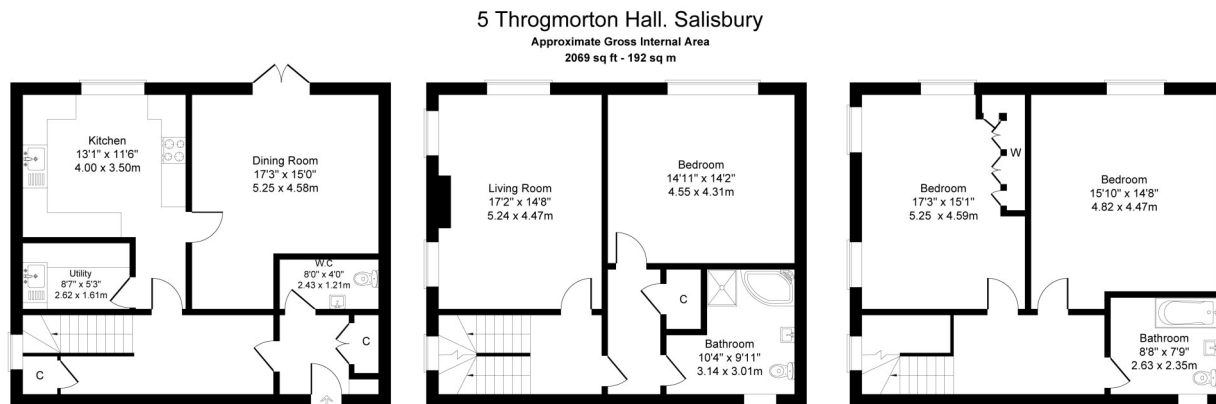 5 Throgmorton Hall. Salisbury
Approximate Gross Internal Area
2069 sq ft - 192 sq m
Kitchen
13'1" x 11'6"
4.00 x 3.50m
Dining Room
17'3" x 15'0"
5.25 x 4.58m
Utility
8'7" x 5'3"
2.62 x 1.61m
W.C
8'0" x 4'0"
2.43 x 1.21m
C
C
Living Room
17'2" x 14'8"
5.24 x 4.47m
Bedroom
14'11" x 14'2"
4.55 x 4.31m
C
Bathroom
10'4" x 9'11"
3.14 x 3.01m
Bedroom
17'3" x 15'1"
5.25 x 4.59m
W
Bedroom
15'10" x 14'8"
4.82 x 4.47m
Bathroom
8'8" x 7'9"
2.63 x 2.35m